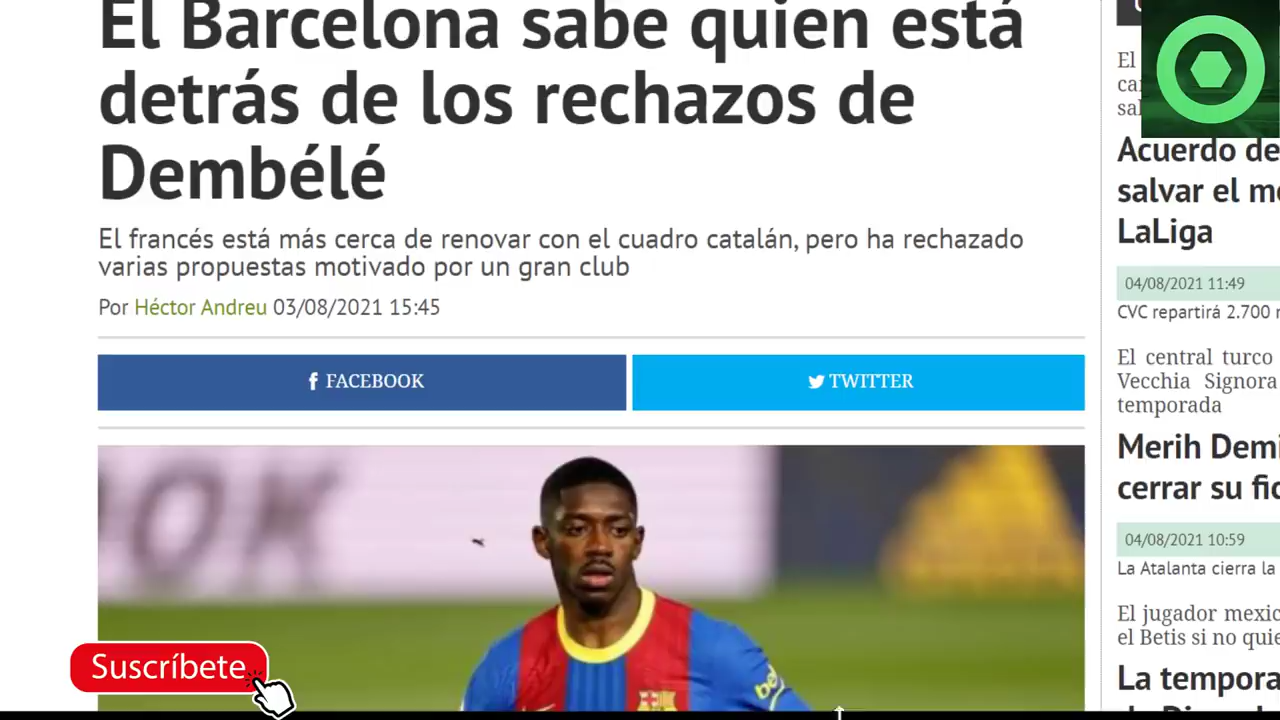 El Barcelona sabe quien está
detrás de los rechazos de
Dembélé
El francés está más cerca de renovar con el cuadro catalán, pero ha rechazado
varias propuestas motivado por un gran club
Por Héctor Andreu 03/08/2021 15:45
FACEBOOK
TWITTER
OK
beko
Suscríbete
El
Acuerdo de
salvar el
LaLiga
04/08/2021 11:49
CVC repartirá 2.700
El central turco
Vecchia Signora
temporada
Merih
cerrar su
04/08/2021 10:59
La Atalanta cierra la
El jugador
el Betis si no
La